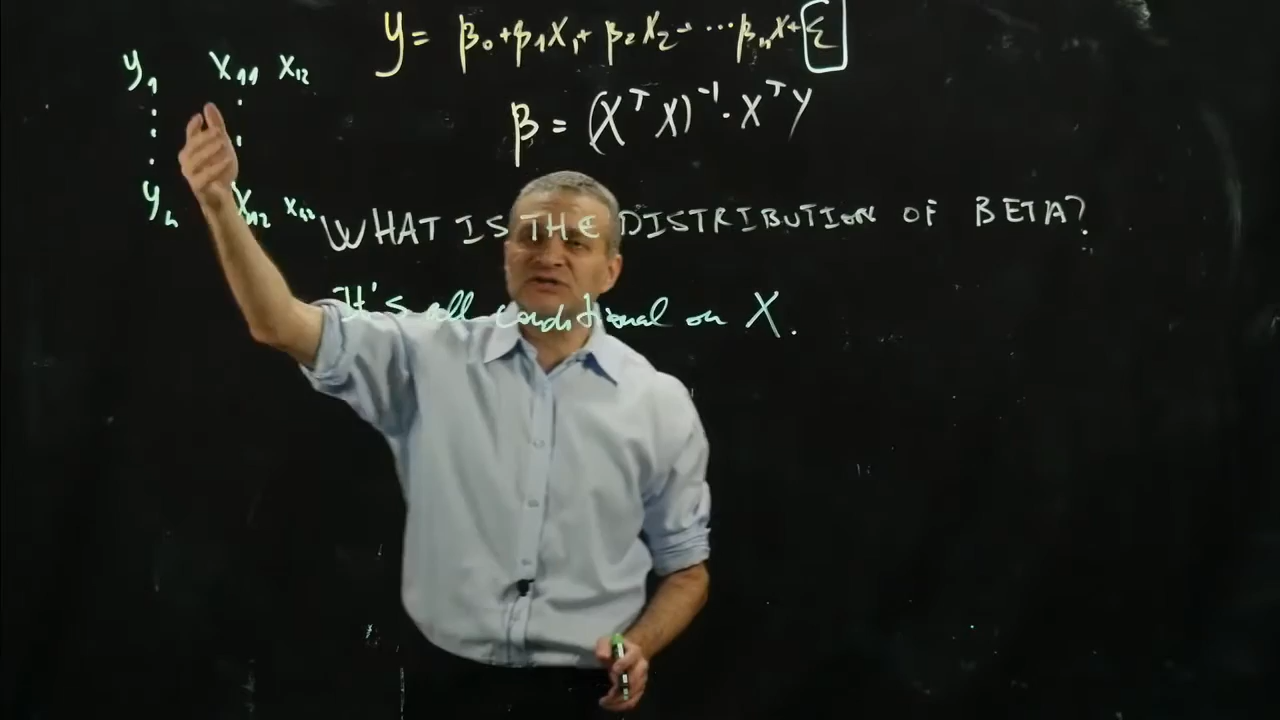 y = β₀+β₁X₁+ β₂X₂- ⋯βₙX+ε
y₁ X₁₁ X₁₂
β = (XᵀX)⁻¹·XᵀY
yₙ
WHAT IS THE DISTRIBUTION OF BETA?
It's all conditional on X.